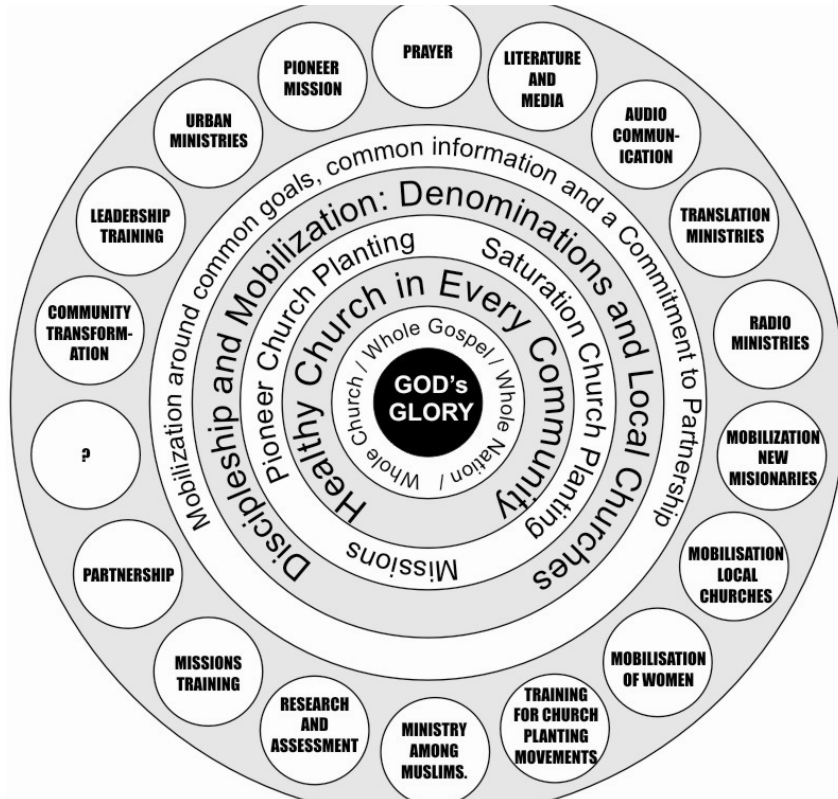 PRAYER
LITERATURE
AND
MEDIA
AUDIO
COMMUN-
ICATION
TRANSLATION
MINISTRIES
RADIO
MINISTRIES
MOBILIZATION
NEW
MISIONARIES
MOBILISATION
LOCAL
CHURCHES
MOBILISATION
OF WOMEN
TRAINING
FOR CHURCH
PLANTING
MOVEMENTS
MINISTRY
AMONG
MUSLIMS.
RESEARCH
AND
ASSESSMENT
MISSIONS
TRAINING
PARTNERSHIP
?
COMMUNITY
TRANSFORM-
ATION
LEADERSHIP
TRAINING
URBAN
MINISTRIES
PIONEER
MISSION
Mobilization around common goals, common information and a Commitment to Partnership
Discipleship and Mobilization: Denominations and Local Churches
Pioneer Church Planting
Saturation Church Planting
Missions
Healthy Church in Every Community
Whole Church / Whole Gospel / Whole Nation /
GOD's
GLORY